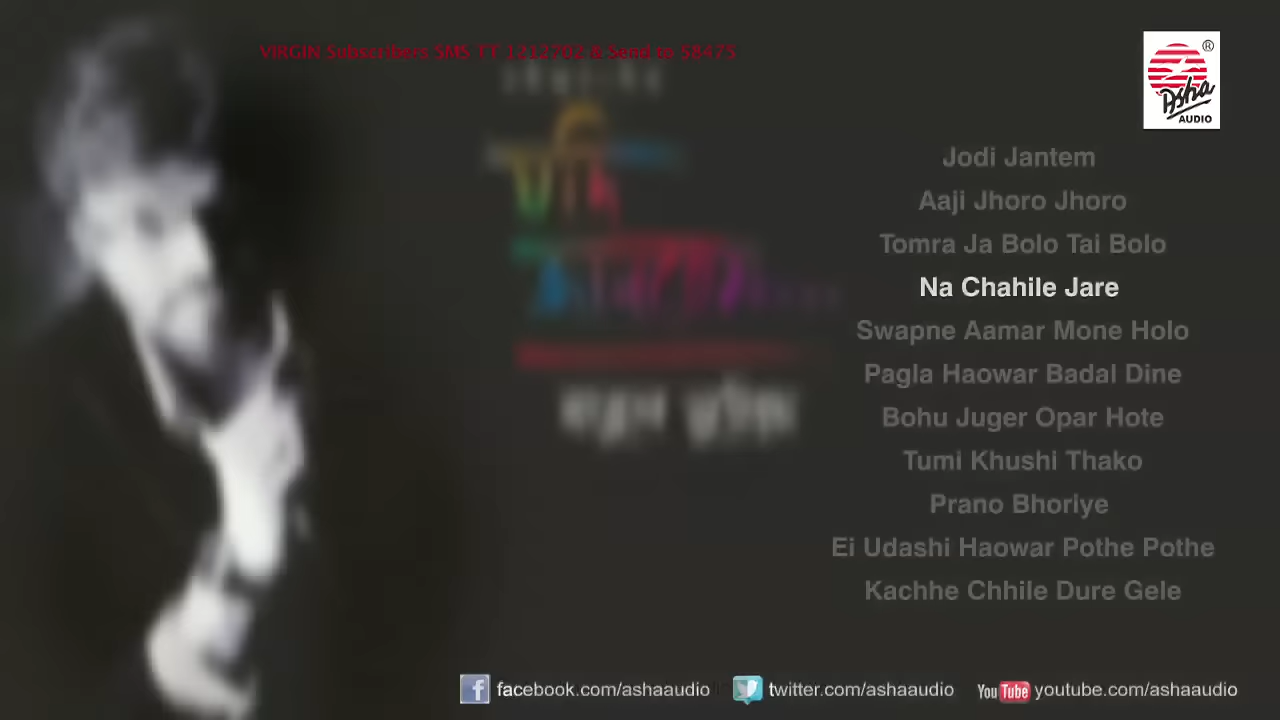 VIRGIN Subscribers SMS TT 1212702 & Send to 58475
®
Asha
AUDIO
Jodi Jantem
Aaji Jhoro Jhoro
Tomra Ja Bolo Tai Bolo
Na Chahile Jare
Swapne Aamar Mone Holo
Pagla Haowar Badal Dine
Bohu Juger Opar Hote
Tumi Khushi Thako
Prano Bhoriye
Ei Udashi Haowar Pothe Pothe
Kachhe Chhile Dure Gele
facebook.com/ashaaudio
twitter.com/ashaaudio
YouTube youtube.com/ashaaudio